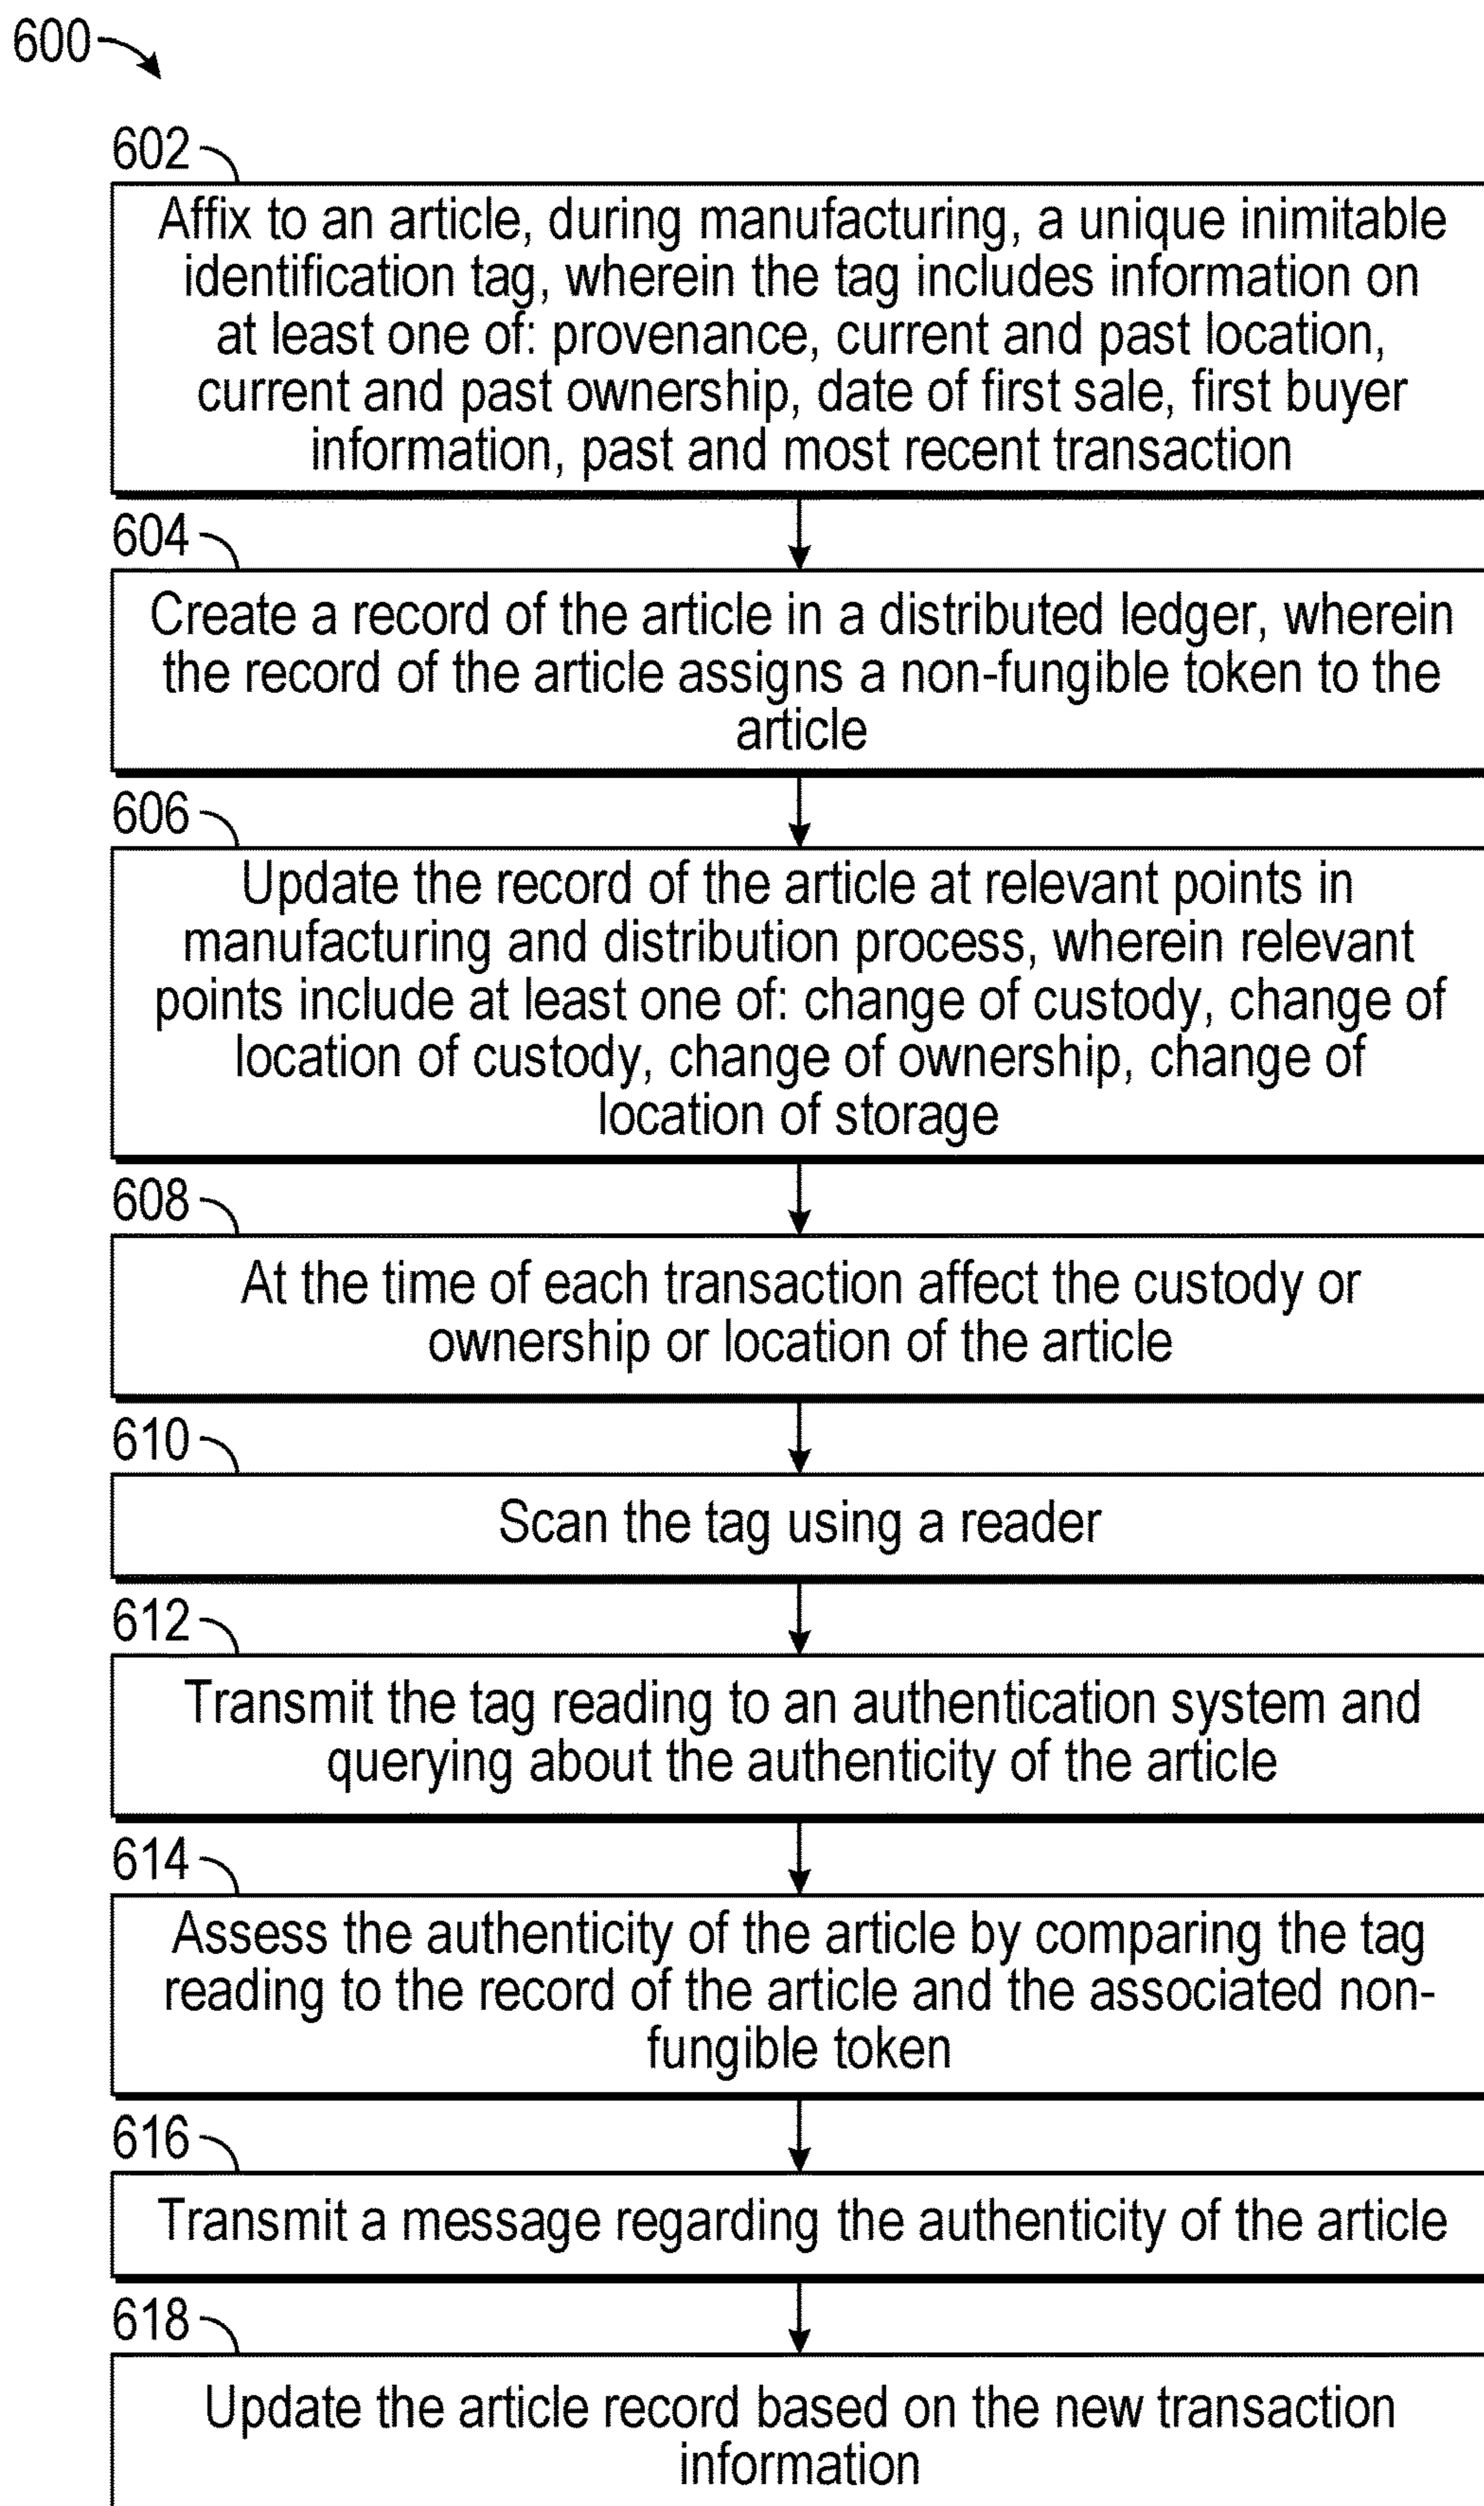 600
602
Affix to an article, during manufacturing, a unique inimitable
identification tag, wherein the tag includes information on
at least one of: provenance, current and past location,
current and past ownership, date of first sale, first buyer
information, past and most recent transaction
604
Create a record of the article in a distributed ledger, wherein
the record of the article assigns a non-fungible token to the
article
606
Update the record of the article at relevant points in
manufacturing and distribution process, wherein relevant
points include at least one of: change of custody, change of
location of custody, change of ownership, change of
location of storage
608
At the time of each transaction affect the custody or
ownership or location of the article
610
Scan the tag using a reader
612
Transmit the tag reading to an authentication system and
querying about the authenticity of the article
614
Assess the authenticity of the article by comparing the tag
reading to the record of the article and the associated non-
fungible token
616
Transmit a message regarding the authenticity of the article
618
Update the article record based on the new transaction
information